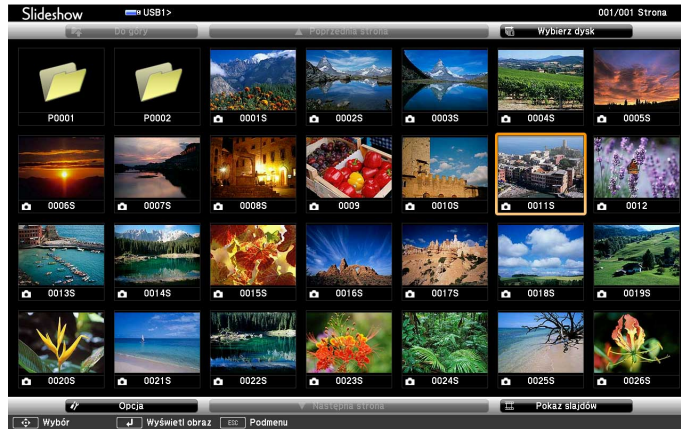 Slideshow USB1> 001/001 Strona
Do góry Poprzednia strona Wybierz dysk
P0001 P0002 0001S 0002S 0003S 0004S 0005S
0006S 0007S 0008S 0009 0010S 0011S 0012
0013S 0014S 0015S 0016S 0017S 0018S 0019S
0020S 0021S 0022S 0023S 0024S 0025S 0026S
Opcja Następna strona Pokaz slajdów
Wybór Wyświetl obraz ESC Podmenu